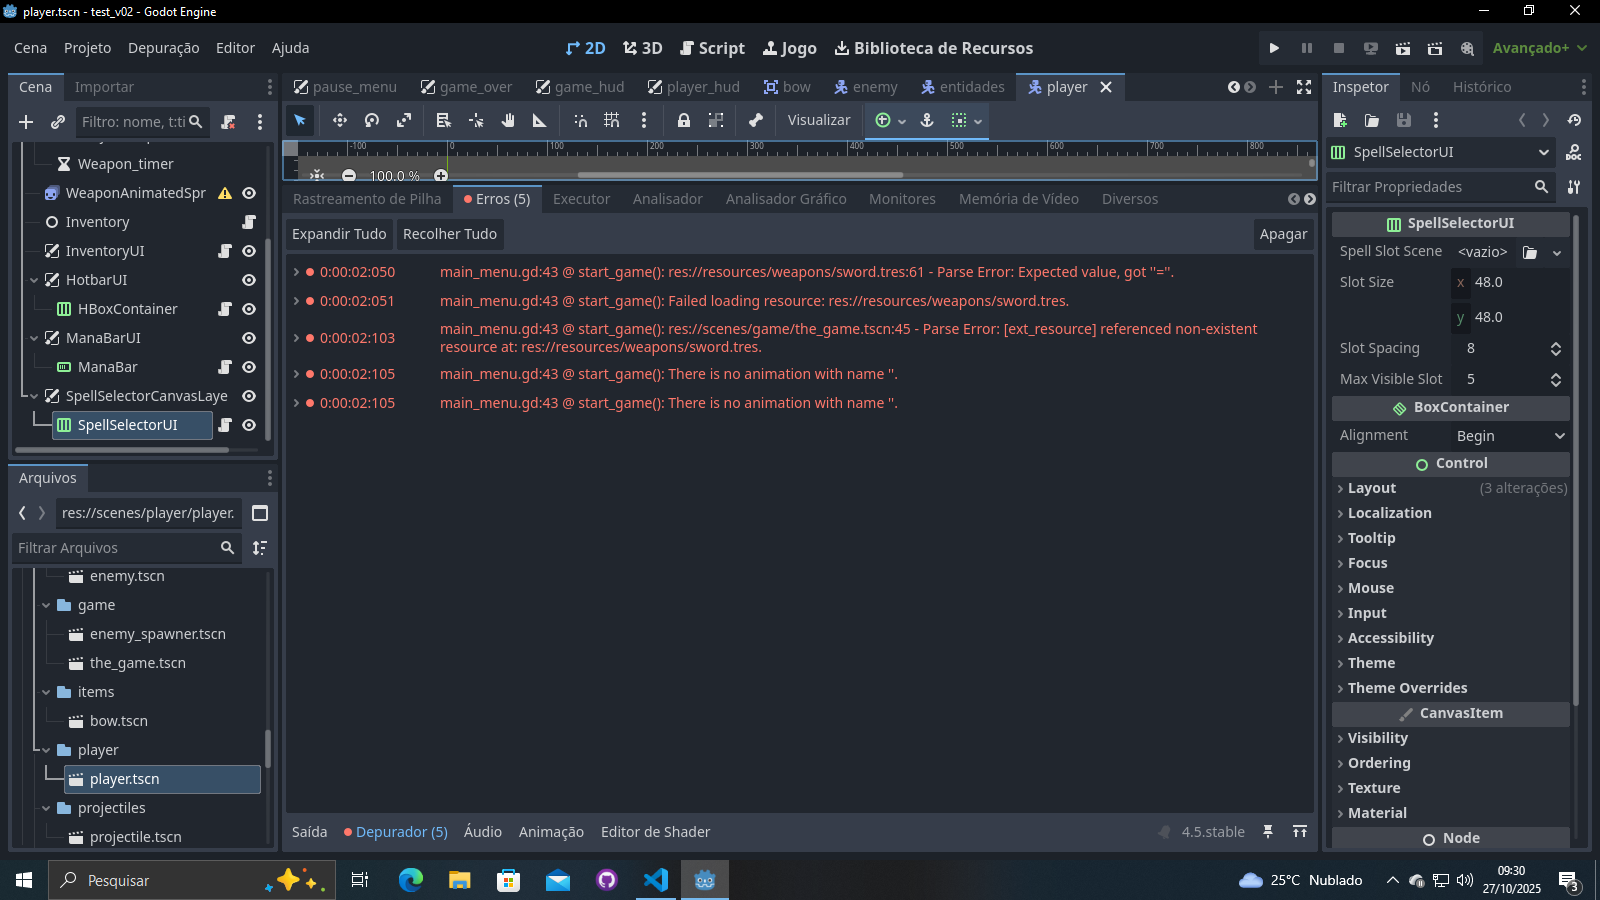 player.tscn - test_v02 - Godot Engine
Cena Projeto Depuração Editor Ajuda
2D 3D Script Jogo Biblioteca de Recursos
Avançado+
Cena Importar
pause_menu game_over game_hud player_hud bow enemy entidades player
Inspetor Nó Histórico
Filtro: nome, t:ti
Visualizar
Weapon_timer
WeaponAnimatedSpr
Inventory
InventoryUI
HotbarUI
HBoxContainer
ManaBarUI
ManaBar
SpellSelectorCanvasLaye
SpellSelectorUI
-100 0 100 200 300 400 500 600 700 800
100.0 %
Rastreamento de Pilha Erros (5) Executor Analisador Analisador Gráfico Monitores Memória de Vídeo Diversos
Expandir Tudo Recolher Tudo Apagar
0:00:02:050 main_menu.gd:43 @ start_game(): res://resources/weapons/sword.tres:61 - Parse Error: Expected value, got "=".
0:00:02:051 main_menu.gd:43 @ start_game(): Failed loading resource: res://resources/weapons/sword.tres.
0:00:02:103 main_menu.gd:43 @ start_game(): res://scenes/game/the_game.tscn:45 - Parse Error: [ext_resource] referenced non-existent
resource at: res://resources/weapons/sword.tres.
0:00:02:105 main_menu.gd:43 @ start_game(): There is no animation with name ''.
0:00:02:105 main_menu.gd:43 @ start_game(): There is no animation with name ''.
Saída Depurador (5) Áudio Animação Editor de Shader
4.5.stable
Arquivos
res://scenes/player/player.
Filtrar Arquivos
enemy.tscn
game
enemy_spawner.tscn
the_game.tscn
items
bow.tscn
player
player.tscn
projectiles
projectile.tscn
SpellSelectorUI
Filtrar Propriedades
SpellSelectorUI
Spell Slot Scene <vazio>
Slot Size x 48.0
y 48.0
Slot Spacing 8
Max Visible Slot 5
BoxContainer
Alignment Begin
Control
Layout (3 alterações)
Localization
Tooltip
Focus
Mouse
Input
Accessibility
Theme
Theme Overrides
CanvasItem
Visibility
Ordering
Texture
Material
Node
Pesquisar
25°C Nublado
09:30
27/10/2025
3